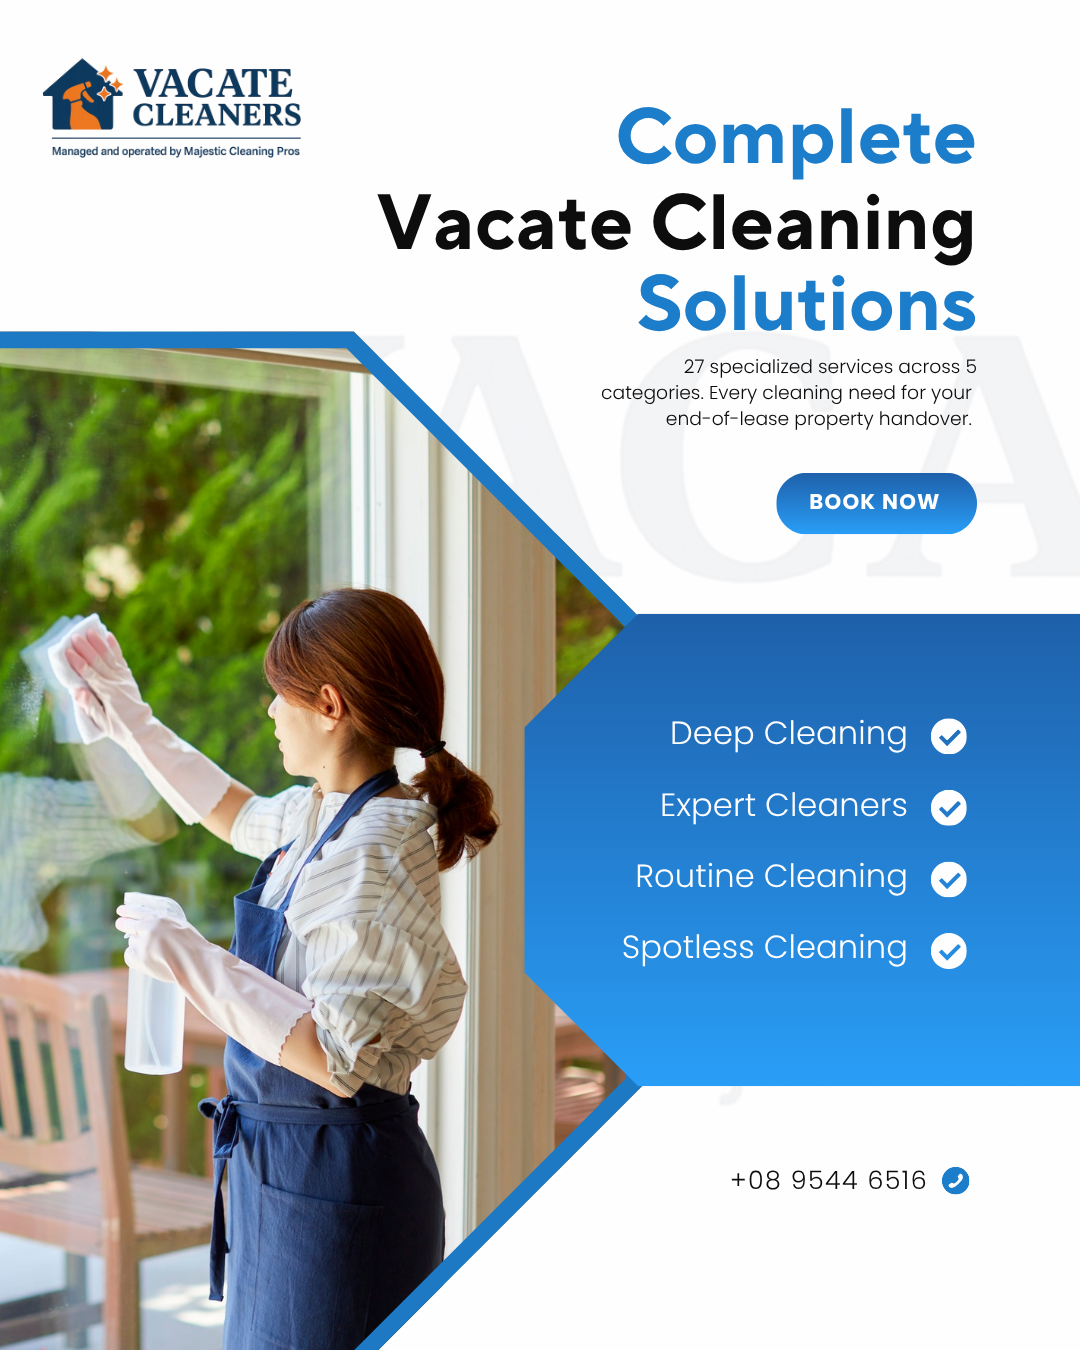 VACATE
CLEANERS
Managed and operated by Majestic Cleaning Pros
Complete
Vacate Cleaning
Solutions
27 specialized services across 5
categories. Every cleaning need for your
end-of-lease property handover.
BOOK NOW
Deep Cleaning
Expert Cleaners
Routine Cleaning
Spotless Cleaning
+08 9544 6516